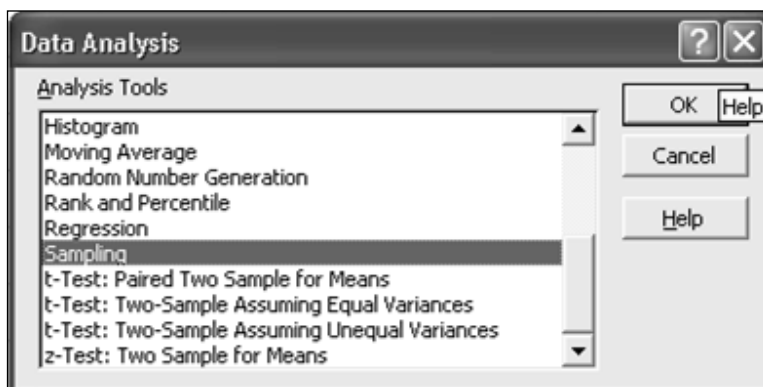 Data Analysis
Analysis Tools
Histogram
Moving Average
Random Number Generation
Rank and Percentile
Regression
Sampling
t-Test: Paired Two Sample for Means
t-Test: Two-Sample Assuming Equal Variances
t-Test: Two-Sample Assuming Unequal Variances
z-Test: Two Sample for Means
OK
Help
Cancel
Help